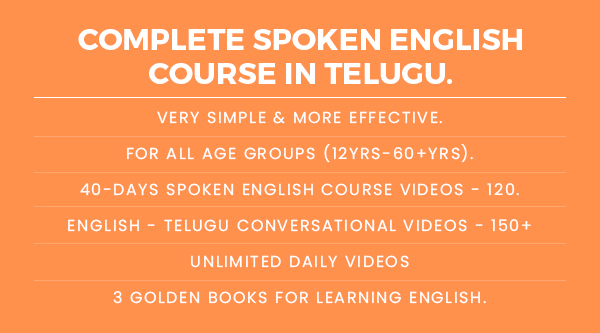 COMPLETE SPOKEN ENGLISH
COURSE IN TELUGU.
VERY SIMPLE & MORE EFFECTIVE.
FOR ALL AGE GROUPS (12YRS-60+YRS).
40-DAYS SPOKEN ENGLISH COURSE VIDEOS - 120.
ENGLISH - TELUGU CONVERSATIONAL VIDEOS - 150+
UNLIMITED DAILY VIDEOS
3 GOLDEN BOOKS FOR LEARNING ENGLISH.